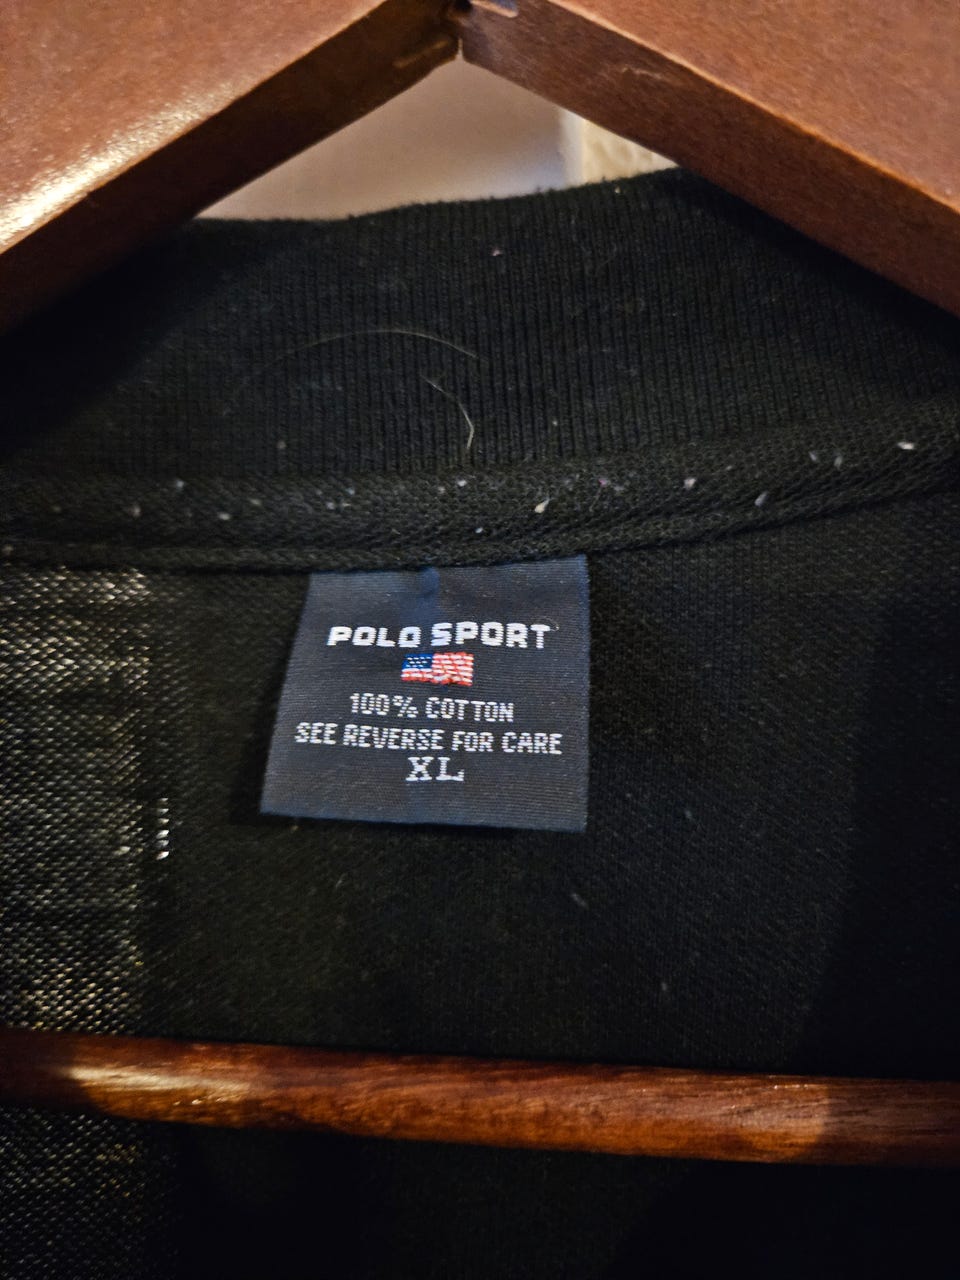 POLO SPORT
100% COTTON
SEE REVERSE FOR CARE
XL